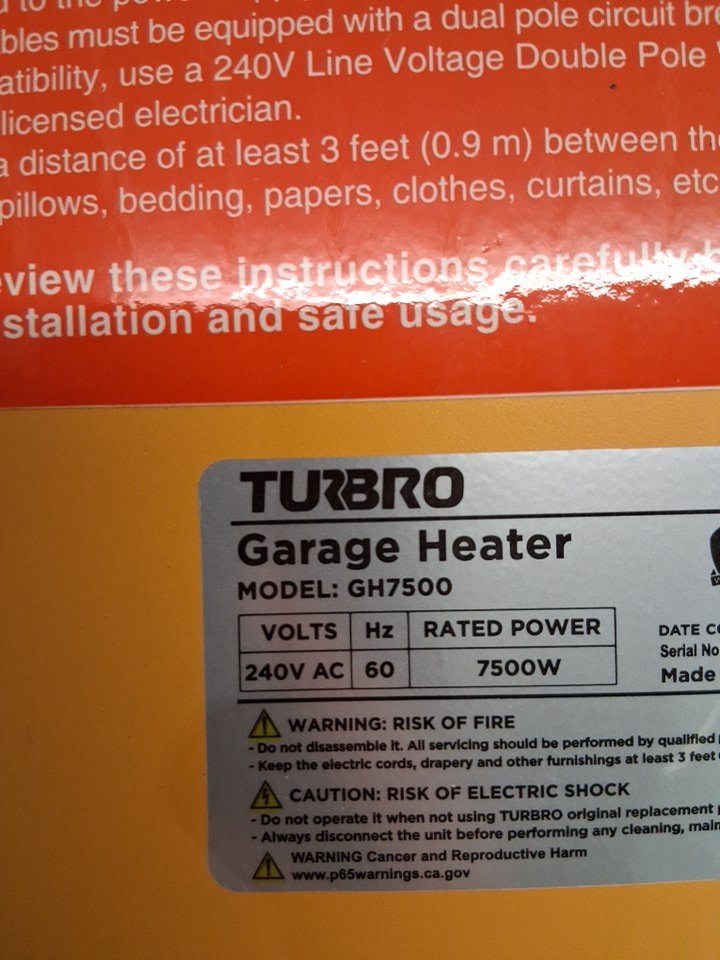 to the
bles must be equipped with a dual pole circuit
atibility, use a 240V Line Voltage Double Pole
licensed electrician.
a distance of at least 3 feet (0.9 m) between
pillows, bedding, papers, clothes, curtains, etc
eview these instructions carefully b
stallation and safe usage.
TURBRO
Garage Heater
MODEL: GH7500
VOLTS Hz RATED POWER
240V AC 60 7500W
DATE CO
Serial No
Made
WARNING: RISK OF FIRE
- Do not disassemble it. All servicing should be performed by qualified
- Keep the electric cords, drapery and other furnishings at least 3 feet
CAUTION: RISK OF ELECTRIC SHOCK
- Do not operate it when not using TURBRO original replacement
- Always disconnect the unit before performing any cleaning, main
WARNING Cancer and Reproductive Harm
www.p65warnings.ca.gov